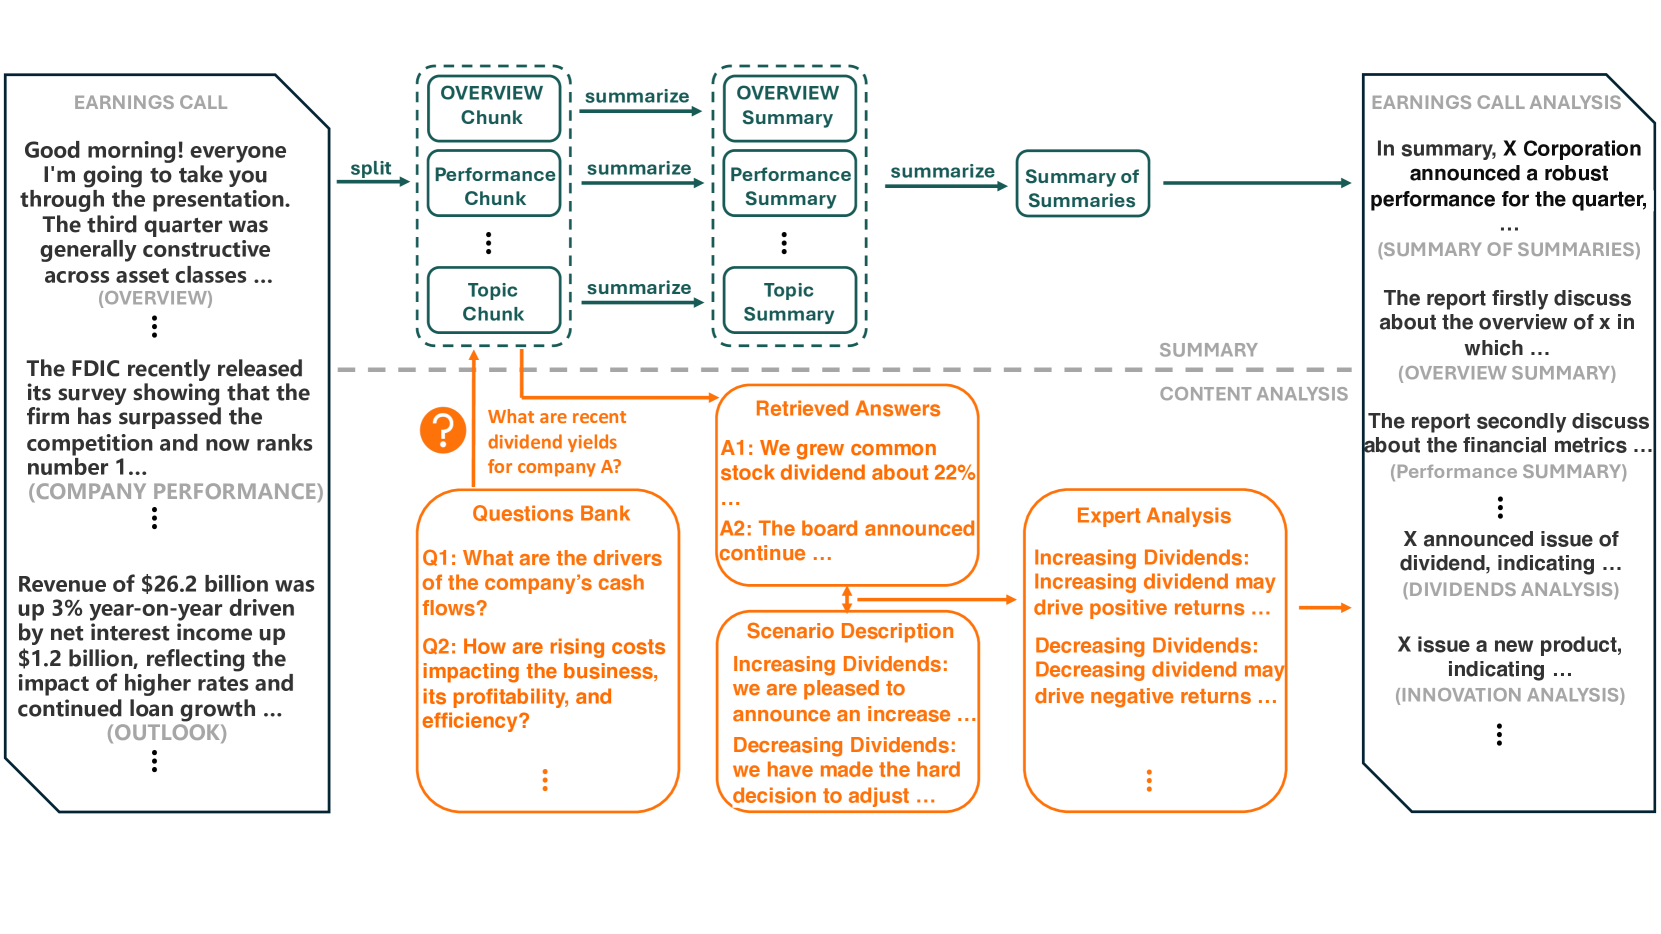 EARNINGS CALL
Good morning! everyone
I'm going to take you
through the presentation.
The third quarter was
generally constructive
across asset classes ...
(OVERVIEW)
The FDIC recently released
its survey showing that the
firm has surpassed the
competition and now ranks
number 1...
(COMPANY PERFORMANCE)
Revenue of $26.2 billion was
up 3% year-on-year driven
by net interest income up
$1.2 billion, reflecting the
impact of higher rates and
continued loan growth ...
(OUTLOOK)
split
OVERVIEW
Chunk
Performance
Chunk
Topic
Chunk
summarize
summarize
summarize
OVERVIEW
Summary
Performance
Summary
Topic
Summary
summarize
Summary of
Summaries
SUMMARY
CONTENT ANALYSIS
?
What are recent
dividend yields
for company A?
Questions Bank
Q1: What are the drivers
of the company's cash
flows?
Q2: How are rising costs
impacting the business,
its profitability, and
efficiency?
Retrieved Answers
A1: We grew common
stock dividend about 22%
...
A2: The board announced
continue ...
Scenario Description
Increasing Dividends:
we are pleased to
announce an increase ...
Decreasing Dividends:
we have made the hard
decision to adjust ...
Expert Analysis
Increasing Dividends:
Increasing dividend may
drive positive returns ...
Decreasing Dividends:
Decreasing dividend may
drive negative returns ...
EARNINGS CALL ANALYSIS
In summary, X Corporation
announced a robust
performance for the quarter,
...
(SUMMARY OF SUMMARIES)
The report firstly discuss
about the overview of x in
which ...
(OVERVIEW SUMMARY)
The report secondly discuss
about the financial metrics ...
(Performance SUMMARY)
X announced issue of
dividend, indicating ...
(DIVIDENDS ANALYSIS)
X issue a new product,
indicating ...
(INNOVATION ANALYSIS)